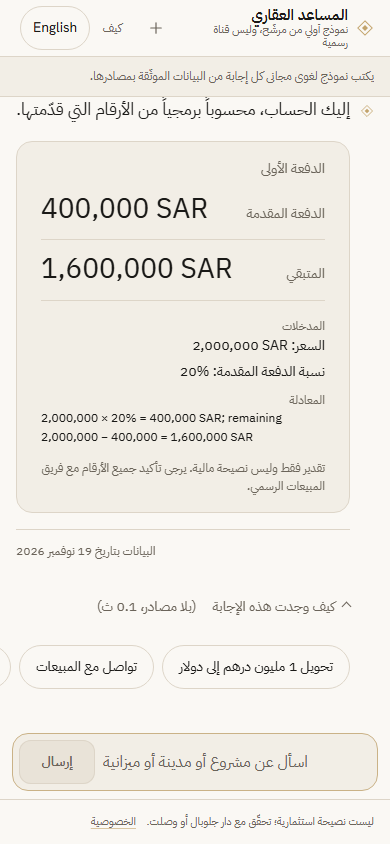 المساعد العقاري
نموذج أولي من مرشّح، وليس قناة
رسمية
كيف
English
يكتب نموذج لغوي مجاني كل إجابة من البيانات الموثّقة بمصادرها.
إليك الحساب، محسوباً برمجياً من الأرقام التي قدّمتها.
الدفعة الأولى
الدفعة المقدمة 400,000 SAR
المتبقي 1,600,000 SAR
المدخلات
السعر: 2,000,000 SAR
نسبة الدفعة المقدمة: 20%
المعادلة
2,000,000 × 20% = 400,000 SAR; remaining
2,000,000 − 400,000 = 1,600,000 SAR
تقدير فقط وليس نصيحة مالية. يرجى تأكيد جميع الأرقام مع فريق
المبيعات الرسمي.
البيانات بتاريخ 19 نوفمبر 2026
كيف وجدت هذه الإجابة (بلا مصادر، 0.1 ث)
تحويل 1 مليون درهم إلى دولار
تواصل مع المبيعات
اسأل عن مشروع أو مدينة أو ميزانية
إرسال
ليست نصيحة استثمارية؛ تحقّق مع دار جلوبال أو وصلت. الخصوصية